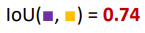 IoU(■, ■) = 0.74